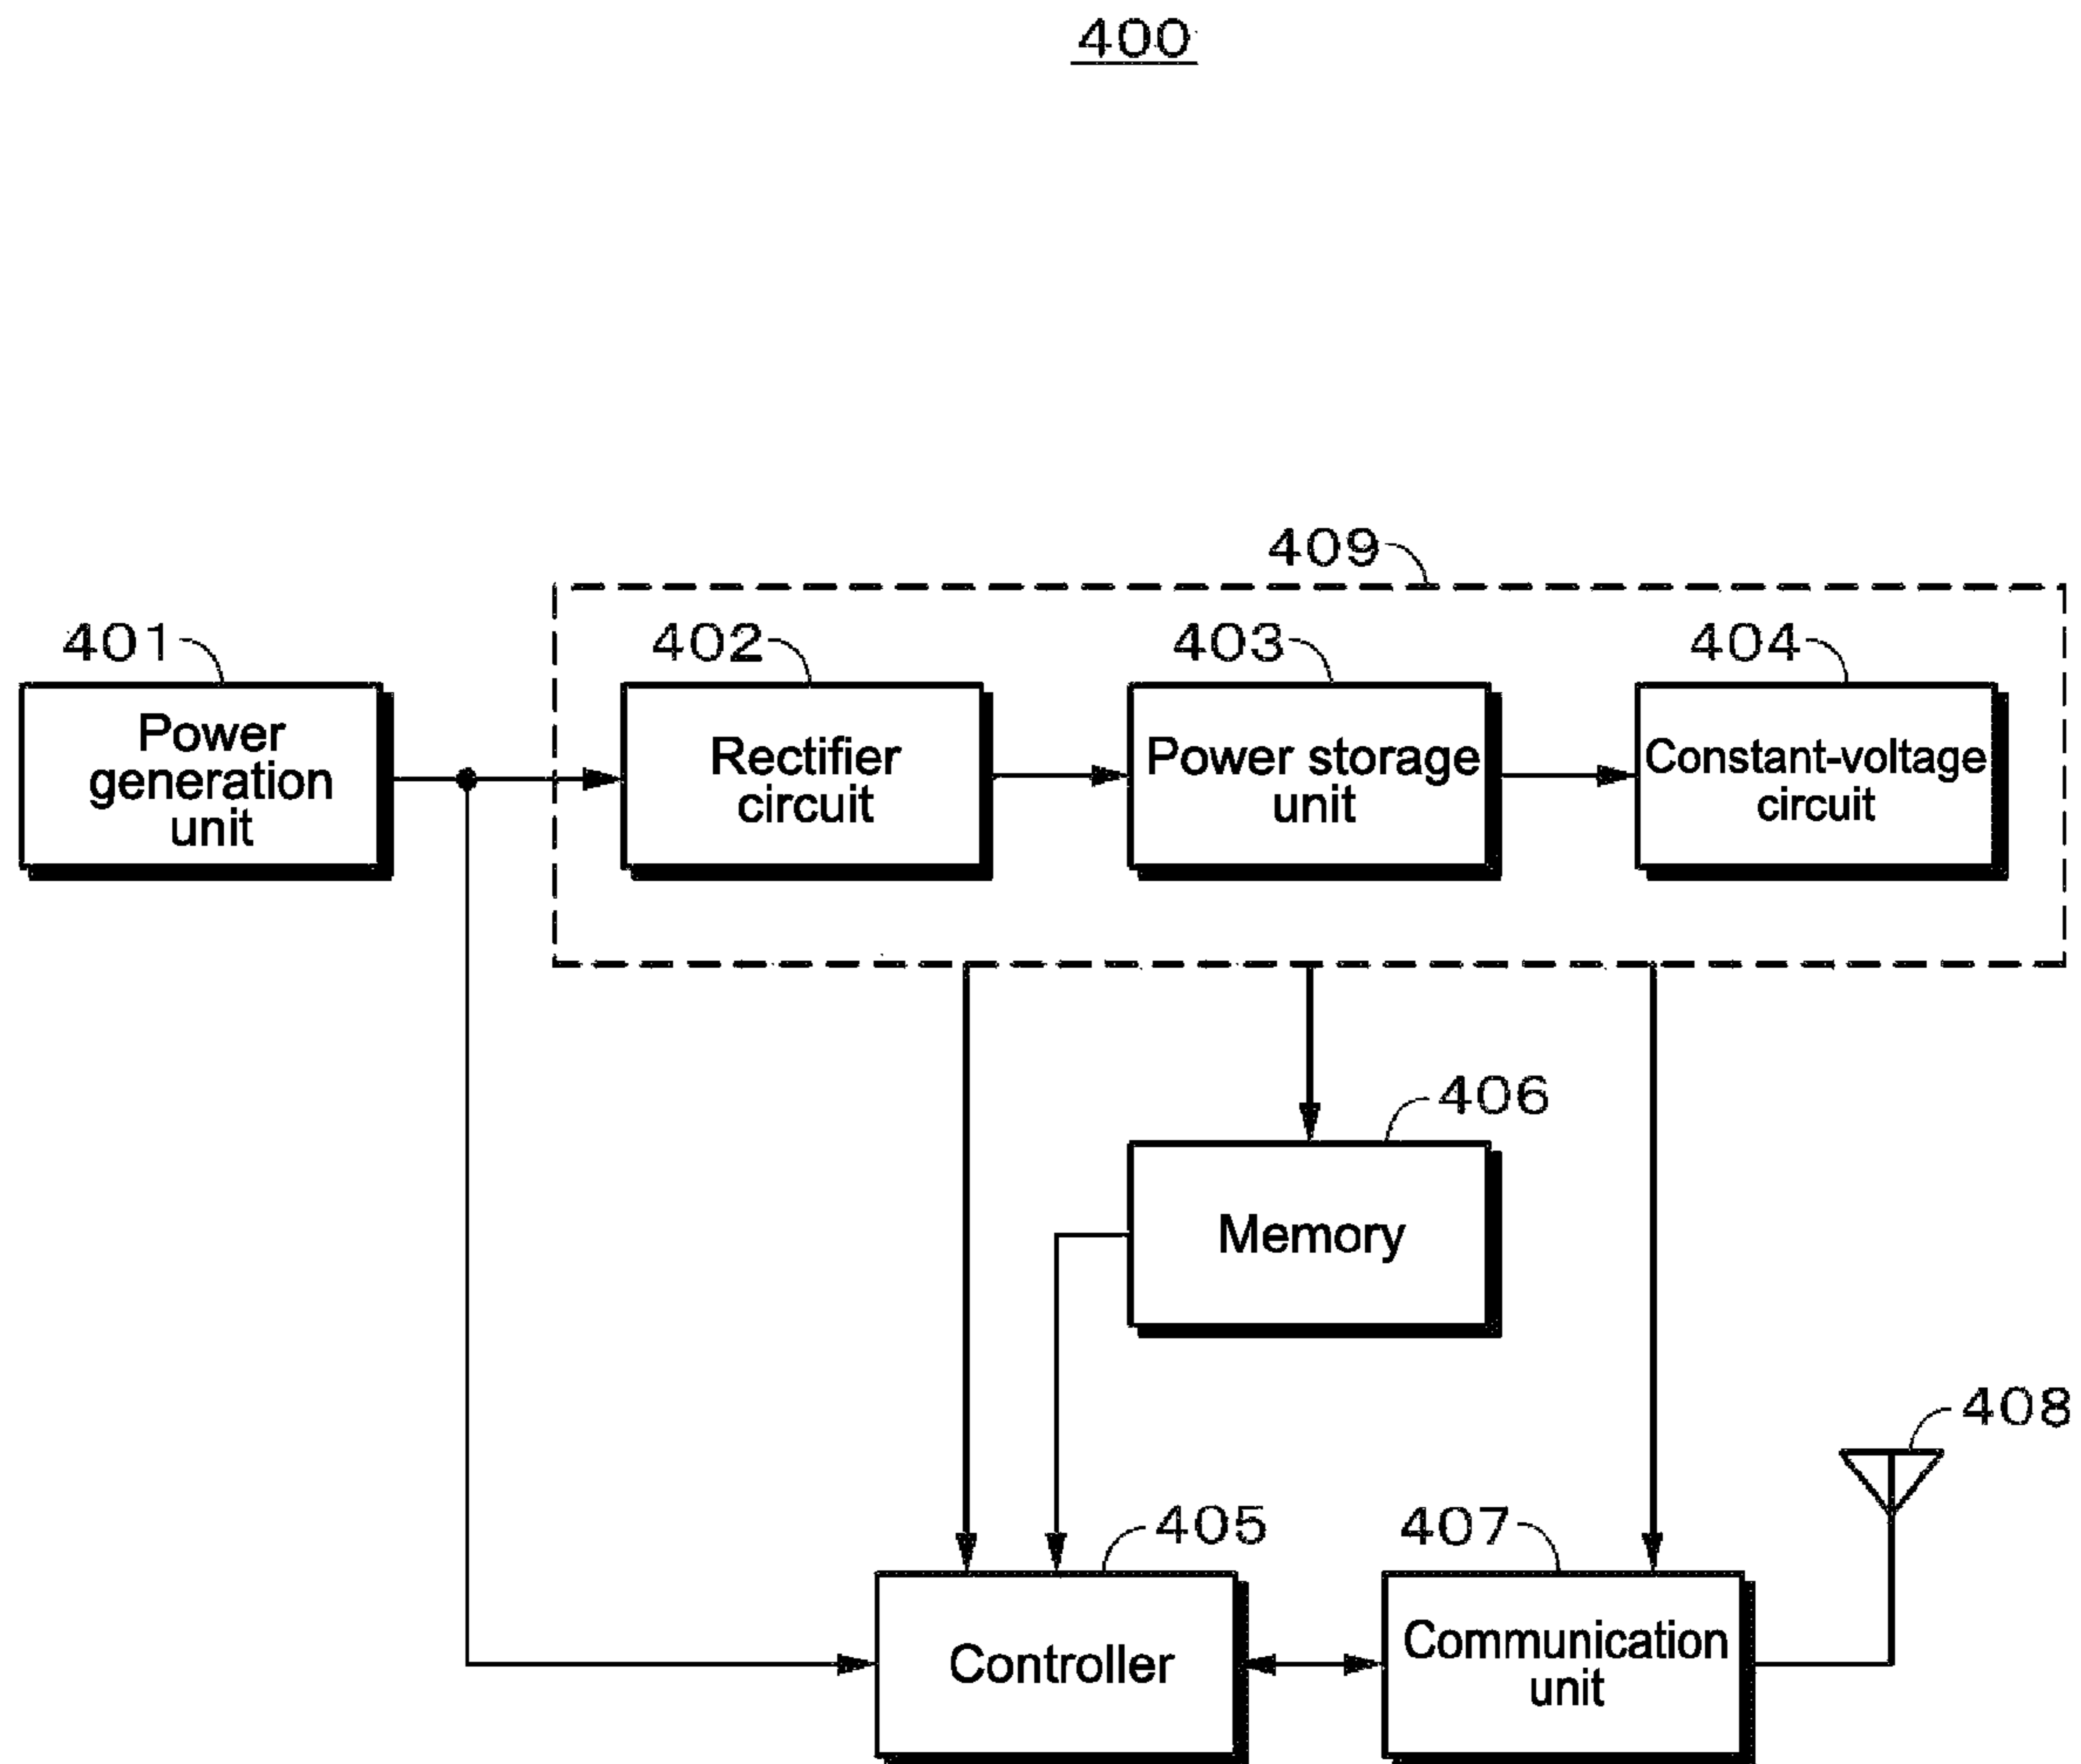 400
409
401
402
403
404
Power
generation
unit
Rectifier
circuit
Power storage
unit
Constant-voltage
circuit
406
Memory
408
405
407
Controller
Communication
unit